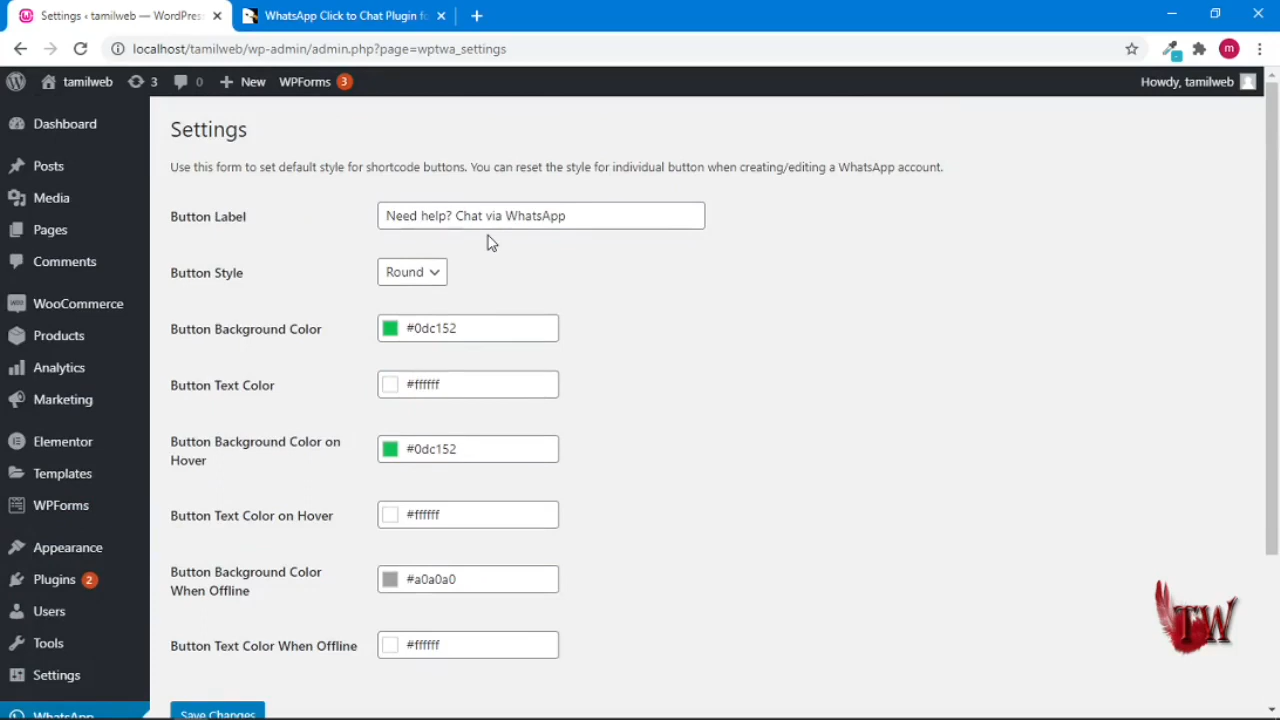 Settings ‹ tamilweb — WordPres
WhatsApp Click to Chat Plugin fo
localhost/tamilweb/wp-admin/admin.php?page=wptwa_settings
m
tamilweb 3 0 New WPForms 3 Howdy, tamilweb
Dashboard
Posts
Media
Pages
Comments
WooCommerce
Products
Analytics
Marketing
Elementor
Templates
WPForms
Appearance
Plugins 2
Users
Tools
Settings
WhatsApp
Settings
Use this form to set default style for shortcode buttons. You can reset the style for individual button when creating/editing a WhatsApp account.
Button Label Need help? Chat via WhatsApp
Button Style Round
Button Background Color #0dc152
Button Text Color #ffffff
Button Background Color on
Hover
#0dc152
Button Text Color on Hover #ffffff
Button Background Color
When Offline
#a0a0a0
Button Text Color When Offline #ffffff
Save Changes
TW